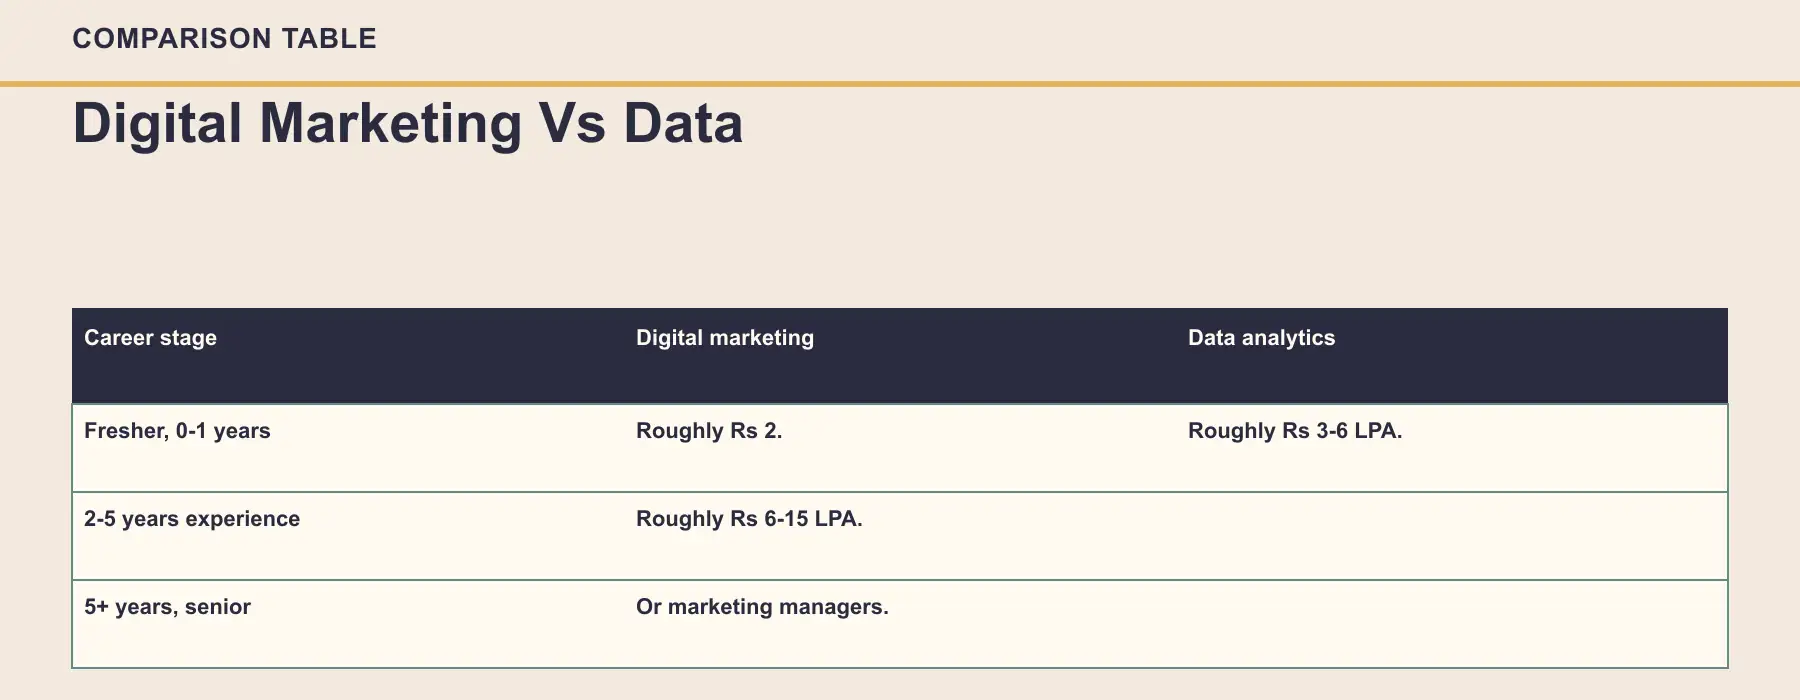 COMPARISON TABLE
Digital Marketing Vs Data
Career stage Digital marketing Data analytics
Fresher, 0-1 years Roughly Rs 2. Roughly Rs 3-6 LPA.
2-5 years experience Roughly Rs 6-15 LPA.
5+ years, senior Or marketing managers.